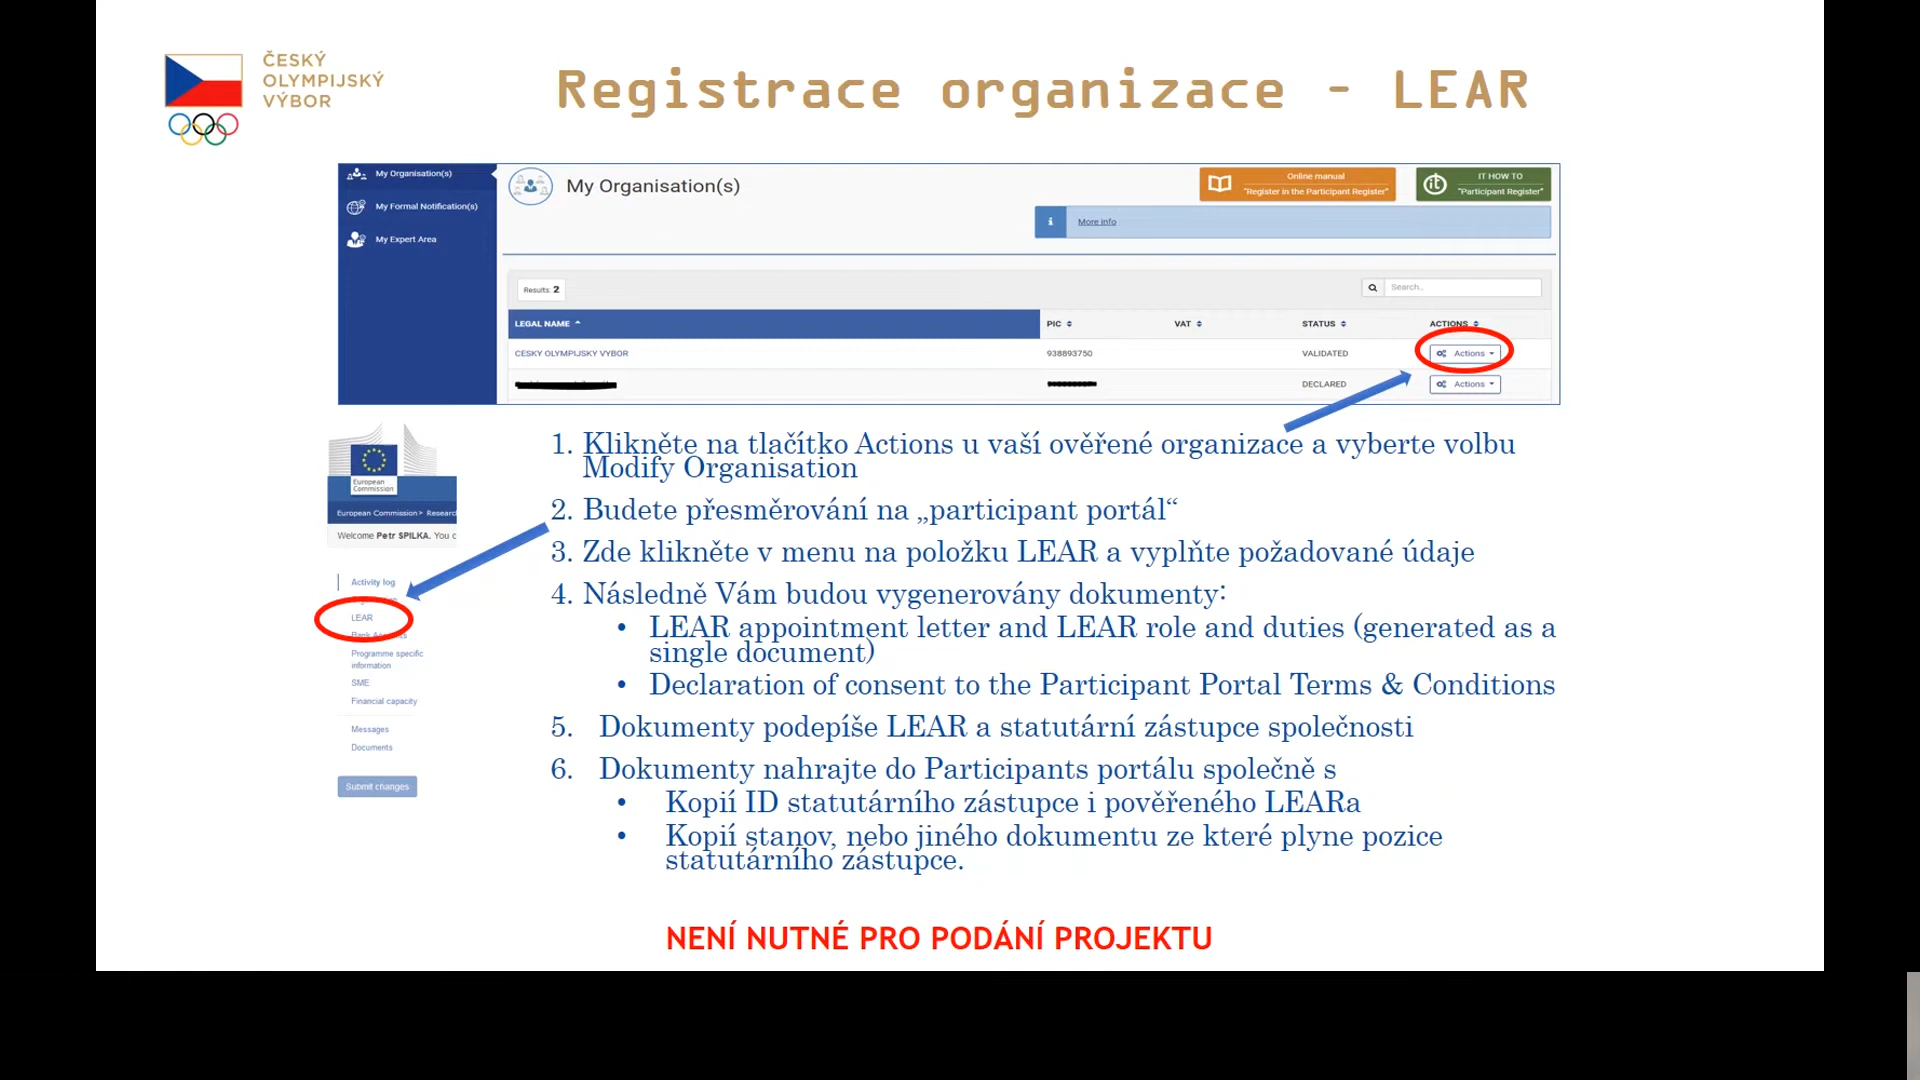 ČESKÝ
OLYMPIJSKÝ
VÝBOR
Registrace organizace - LEAR
My Organisation(s)
My Formal Notification(s)
My Expert Area
My Organisation(s)
Online manual
"Register in the Participant Register"
IT HOW TO
"Participant Register"
More info
Results: 2
Search...
LEGAL NAME PIC VAT STATUS ACTIONS
CESKY OLYMPIJSKY VYBOR 938893750 VALIDATED Actions
DECLARED Actions
European
Commission
European Commission > Researc
Welcome Petr SPILKA. You c
Activity log
LEAR
Bank Accounts
Programme specific
information
SME
Financial capacity
Messages
Documents
Submit changes
1. Klikněte na tlačítko Actions u vaší ověřené organizace a vyberte volbu
Modify Organisation
2. Budete přesměrování na „participant portál“
3. Zde klikněte v menu na položku LEAR a vyplňte požadované údaje
4. Následně Vám budou vygenerovány dokumenty:
• LEAR appointment letter and LEAR role and duties (generated as a
single document)
• Declaration of consent to the Participant Portal Terms & Conditions
5. Dokumenty podepíše LEAR a statutární zástupce společnosti
6. Dokumenty nahrajte do Participants portálu společně s
• Kopií ID statutárního zástupce i pověřeného LEARa
• Kopií stanov, nebo jiného dokumentu ze které plyne pozice
statutárního zástupce.
NENÍ NUTNÉ PRO PODÁNÍ PROJEKTU